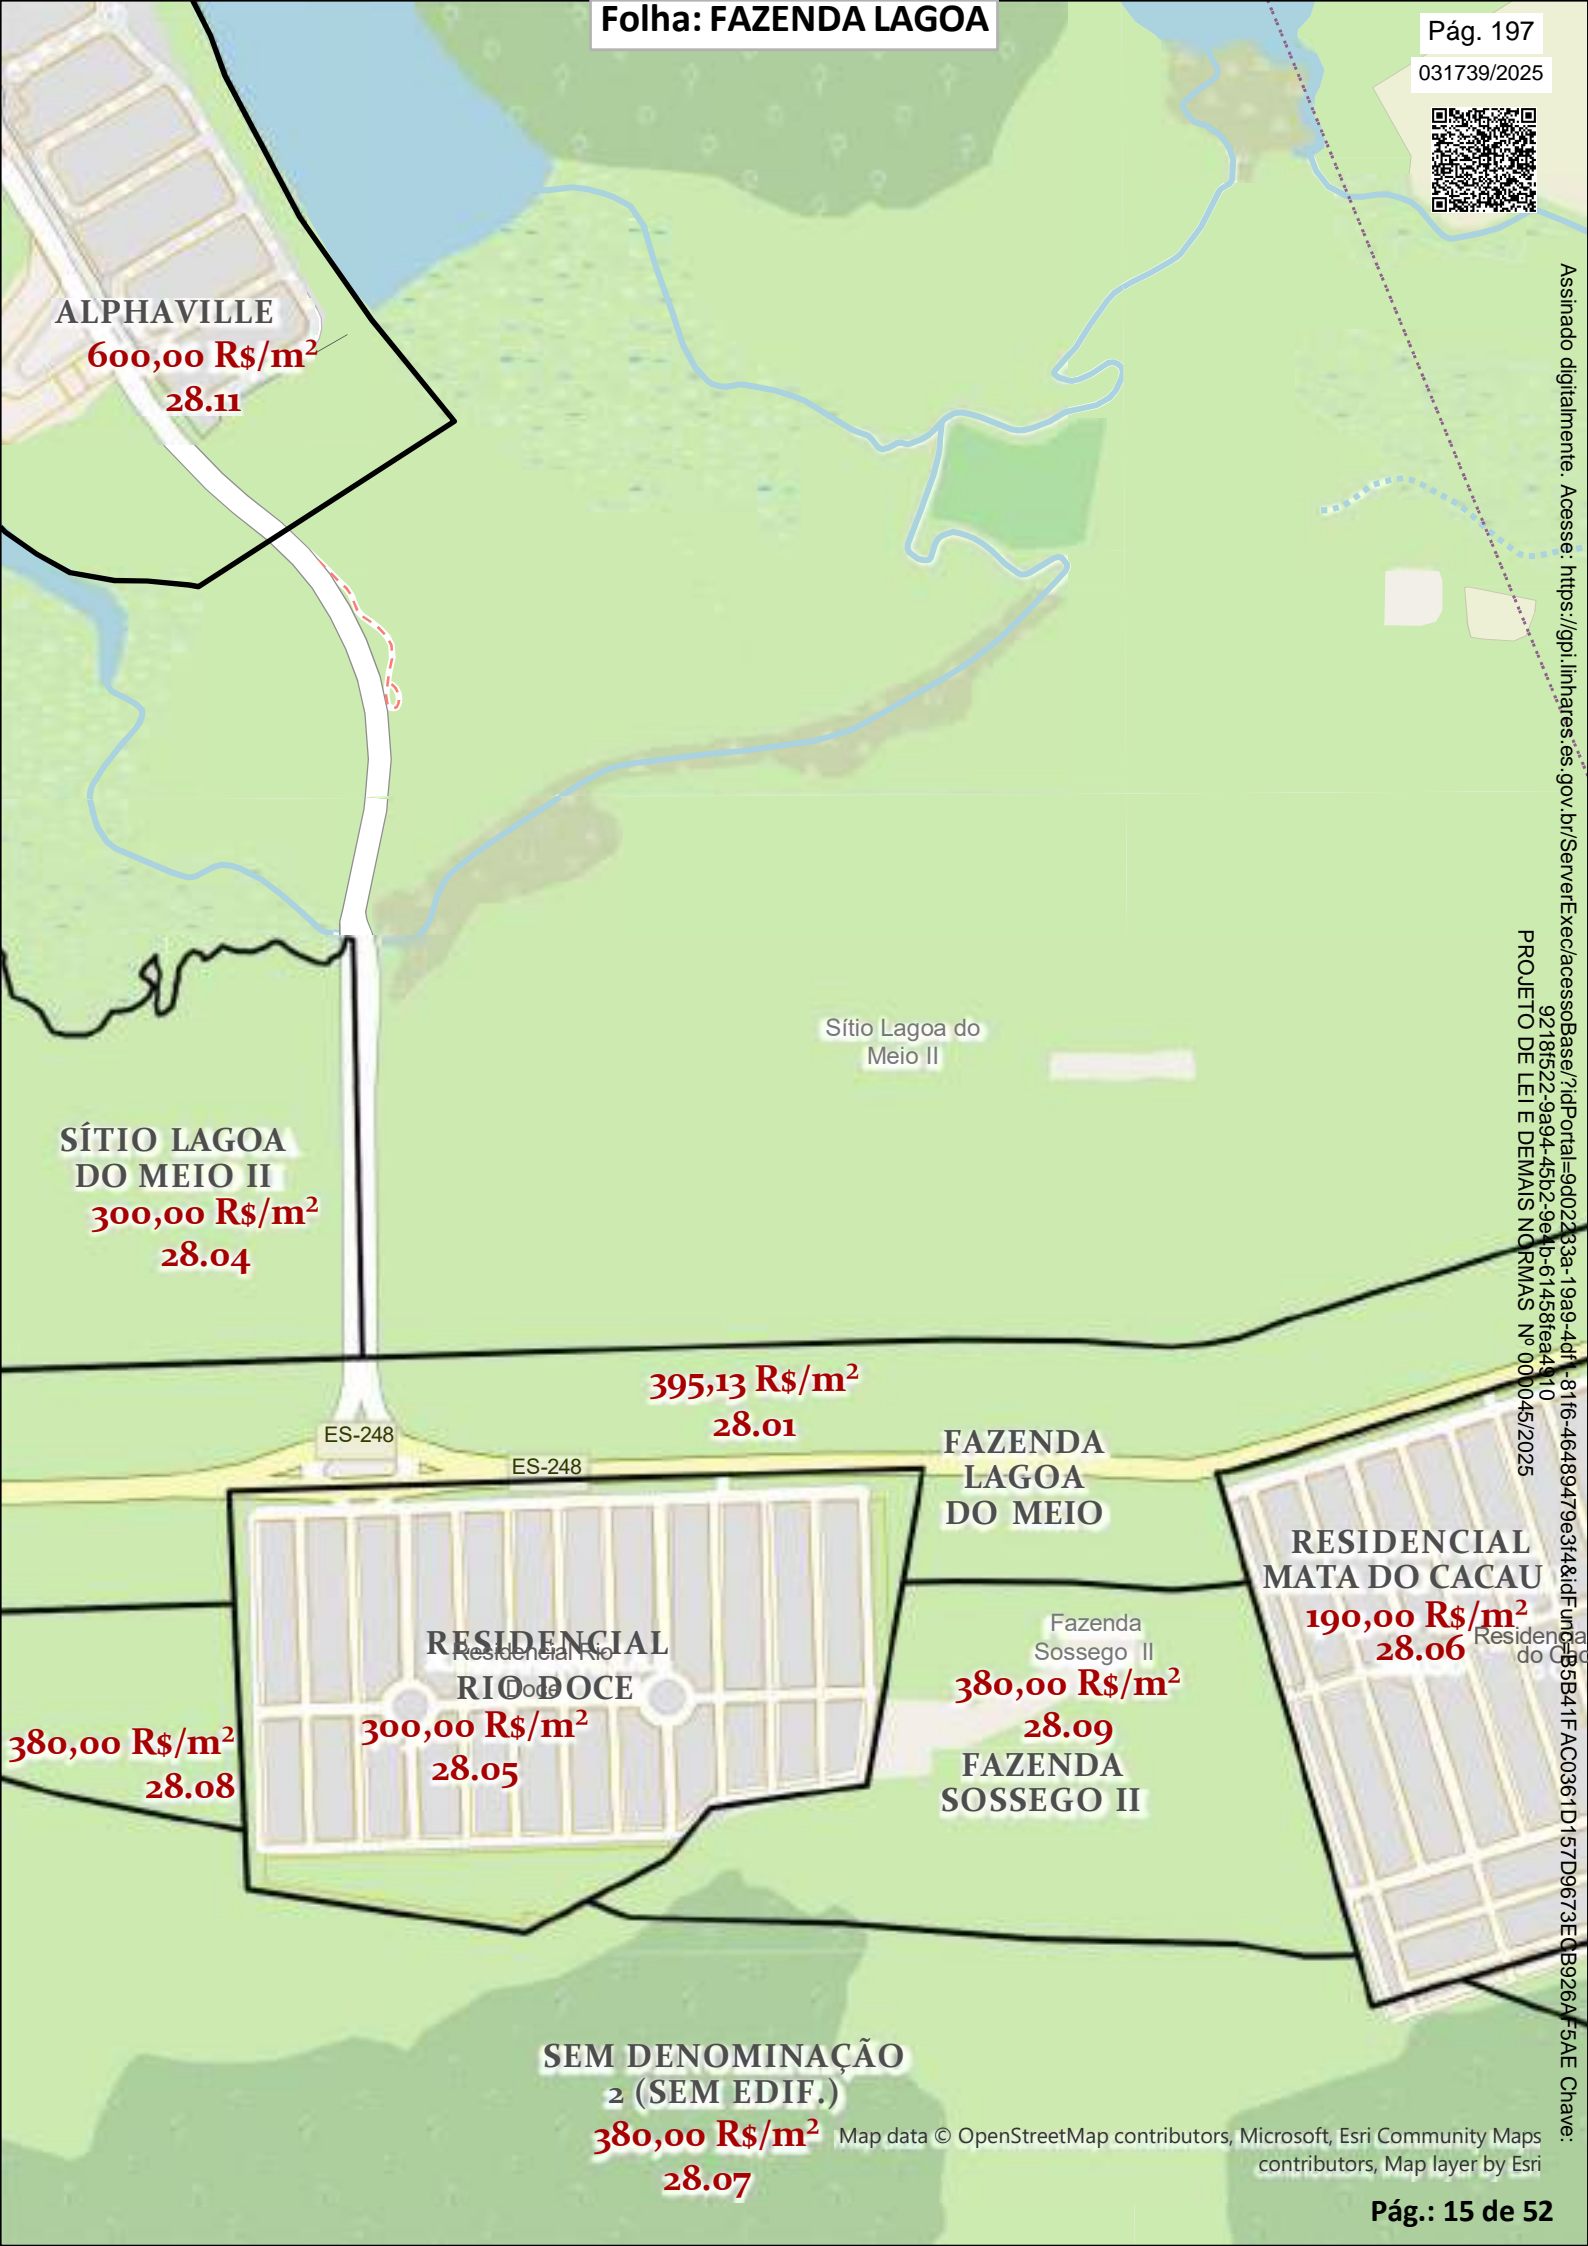 Folha: FAZENDA LAGOA
Pág. 197
031739/2025
ALPHAVILLE
600,00 R$/m²
28.11
Sítio Lagoa do
Meio II
SÍTIO LAGOA
DO MEIO II
300,00 R$/m²
28.04
395,13 R$/m²
28.01
ES-248
ES-248
FAZENDA
LAGOA
DO MEIO
RESIDENCIAL
MATA DO CACAU
190,00 R$/m²
28.06
Residencia
do
Fazenda
Sossego II
380,00 R$/m²
28.09
FAZENDA
SOSSEGO II
RESIDENCIAL
Residencial Rio
RIO DOCE
Doce
300,00 R$/m²
28.05
380,00 R$/m²
28.08
SEM DENOMINAÇÃO
2 (SEM EDIF.)
380,00 R$/m²
28.07
Map data © OpenStreetMap contributors, Microsoft, Esri Community Maps
contributors, Map layer by Esri
Pág.: 15 de 52
Assinado digitalmente. Acesse: https://gpi.linhares.es.gov.br/ServerExec/acessoBase/?idPortal=9d02233a-19a9-4df1-81f6-46489479e3f4&idFunc=B5B41FAC0361D157D9673ECB926AF5AE Chave:
9218f522-9a94-45b2-9e4b-61458fea4910
PROJETO DE LEI E DEMAIS NORMAS Nº 000045/2025